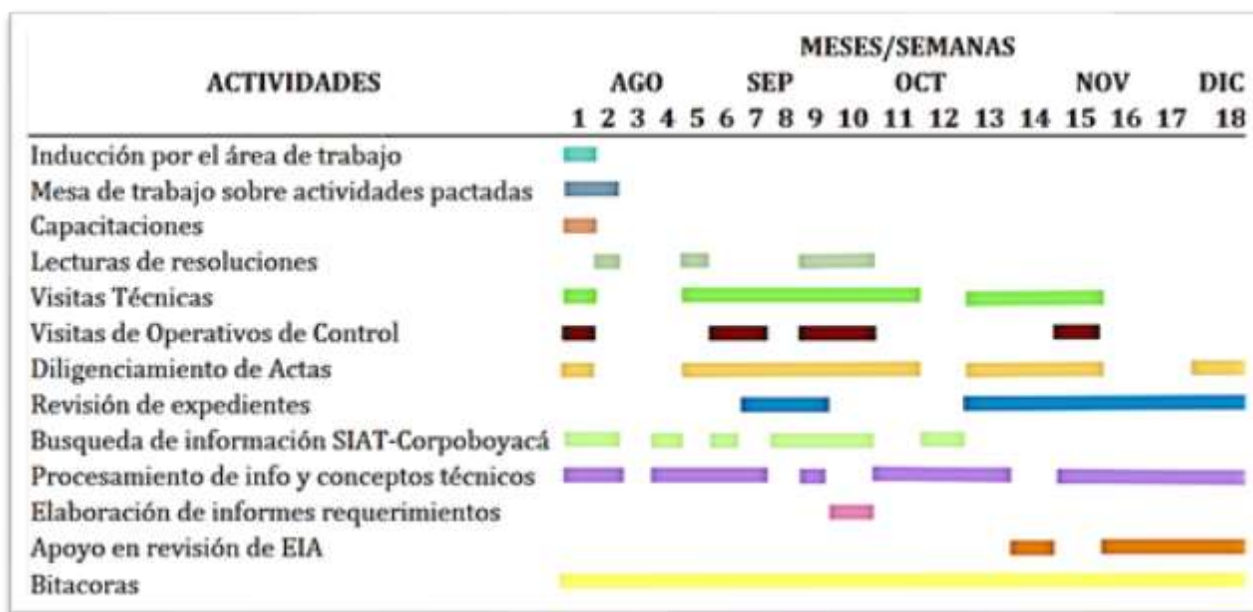 MESES/SEMANAS
ACTIVIDADES AGO SEP OCT NOV DIC
1 2 3 4 5 6 7 8 9 10 11 12 13 14 15 16 17 18
Inducción por el área de trabajo
Mesa de trabajo sobre actividades pactadas
Capacitaciones
Lecturas de resoluciones
Visitas Técnicas
Visitas de Operativos de Control
Diligenciamiento de Actas
Revisión de expedientes
Busqueda de información SIAT-Corpoboyacá
Procesamiento de info y conceptos técnicos
Elaboración de informes requerimientos
Apoyo en revisión de EIA
Bitacoras